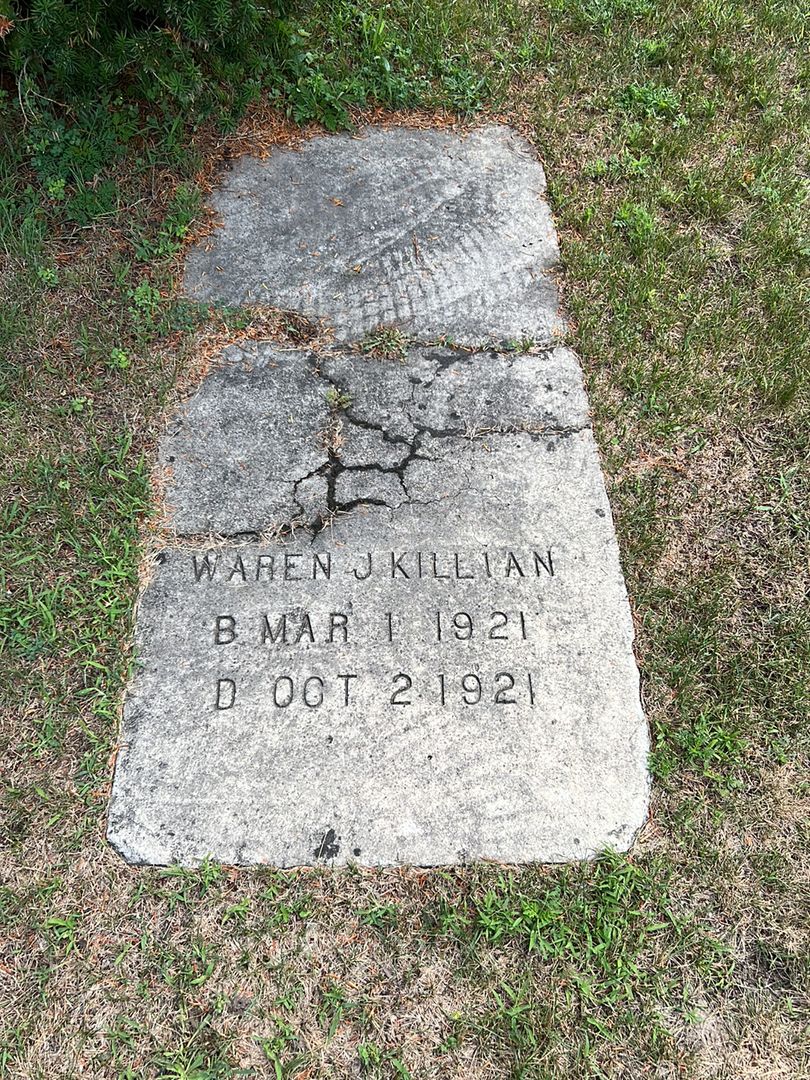 WAREN J KILLIAN
B MAR 1 1921
D OCT 2 1921